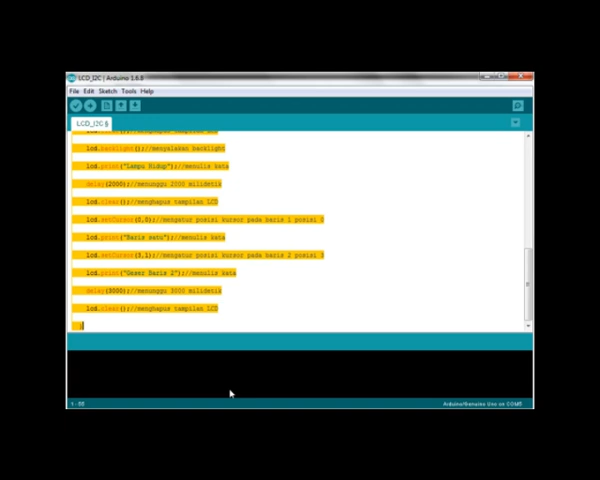 LCD_I2C | Arduino 1.6.8
File Edit Sketch Tools Help
LCD_I2C §
lcd.backlight();//menyalakan backlight
lcd.print("Lampu Hidup");//menulis kata
delay(2000);//menunggu 2000 milidetik
lcd.clear();//menghapus tampilan LCD
lcd.setCursor(0,0);//mengatur posisi kursor pada baris 1 posisi 0
lcd.print("Baris satu");//menulis kata
lcd.setCursor(3,1);//mengatur posisi kursor pada baris 2 posisi 3
lcd.print("Geser Baris 2");//menulis kata
delay(3000);//menunggu 3000 milidetik
lcd.clear();//menghapus tampilan LCD
}
Arduino/Genuino Uno on COM5